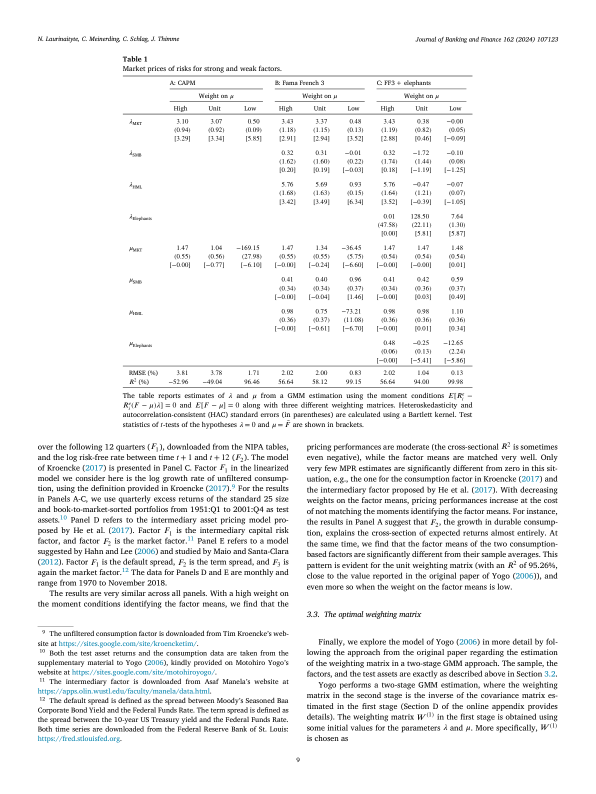 N. Laurinaityte, C. Meinerding, C. Schlag, J. Thimme
Journal of Banking and Finance 162 (2024) 107123
Table 1
Market prices of risks for strong and weak factors.
A: CAPM B: Fama French 3 C: FF3 + elephants
Weight on μ Weight on μ Weight on μ
High Unit Low High Unit Low High Unit Low
λMKT 3.10 3.07 0.50 3.43 3.37 0.48 3.43 0.38 −0.00
(0.94) (0.92) (0.09) (1.18) (1.15) (0.13) (1.19) (0.82) (0.05)
[3.29] [3.34] [5.85] [2.91] [2.94] [3.52] [2.88] [0.46] [−0.09]
λSMB 0.32 0.31 −0.01 0.32 −1.72 −0.10
(1.62) (1.60) (0.22) (1.74) (1.44) (0.08)
[0.20] [0.19] [−0.03] [0.18] [−1.19] [−1.25]
λHML 5.76 5.69 0.93 5.76 −0.47 −0.07
(1.68) (1.63) (0.15) (1.64) (1.21) (0.07)
[3.42] [3.49] [6.34] [3.52] [−0.39] [−1.05]
λElephants 0.01 128.50 7.64
(47.58) (22.11) (1.30)
[0.00] [5.81] [5.87]
μMKT 1.47 1.04 −169.15 1.47 1.34 −36.45 1.47 1.47 1.48
(0.55) (0.56) (27.98) (0.55) (0.55) (5.75) (0.54) (0.54) (0.54)
[−0.00] [−0.77] [−6.10] [−0.00] [−0.24] [−6.60] [−0.00] [−0.00] [0.01]
μSMB 0.41 0.40 0.96 0.41 0.42 0.59
(0.34) (0.34) (0.37) (0.34) (0.36) (0.37)
[−0.00] [−0.04] [1.46] [−0.00] [0.03] [0.49]
μHML 0.98 0.75 −73.21 0.98 0.98 1.10
(0.36) (0.37) (11.08) (0.36) (0.36) (0.36)
[−0.00] [−0.61] [−6.70] [−0.00] [0.01] [0.34]
μElephants 0.48 −0.25 −12.65
(0.06) (0.13) (2.24)
[−0.00] [−5.41] [−5.86]
RMSE (%) 3.81 3.78 1.71 2.02 2.00 0.83 2.02 1.04 0.13
R² (%) −52.96 −49.04 96.46 56.64 58.12 99.15 56.64 94.00 99.98
The table reports estimates of λ and μ from a GMM estimation using the moment conditions E[Rᵉᵢ −
Rᵉᵢ(F − μ)λ] = 0 and E[F − μ] = 0 along with three different weighting matrices. Heteroskedasticity and
autocorrelation-consistent (HAC) standard errors (in parentheses) are calculated using a Bartlett kernel. Test
statistics of t-tests of the hypotheses λ = 0 and μ = F̄ are shown in brackets.
over the following 12 quarters (F₁), downloaded from the NIPA tables,
and the log risk-free rate between time t + 1 and t + 12 (F₂). The model
of Kroencke (2017) is presented in Panel C. Factor F₁ in the linearized
model we consider here is the log growth rate of unfiltered consump-
tion, using the definition provided in Kroencke (2017).⁹ For the results
in Panels A-C, we use quarterly excess returns of the standard 25 size
and book-to-market-sorted portfolios from 1951:Q1 to 2001:Q4 as test
assets.¹⁰ Panel D refers to the intermediary asset pricing model pro-
posed by He et al. (2017). Factor F₁ is the intermediary capital risk
factor, and factor F₂ is the market factor.¹¹ Panel E refers to a model
suggested by Hahn and Lee (2006) and studied by Maio and Santa-Clara
(2012). Factor F₁ is the default spread, F₂ is the term spread, and F₃ is
again the market factor.¹² The data for Panels D and E are monthly and
range from 1970 to November 2018.
The results are very similar across all panels. With a high weight on
the moment conditions identifying the factor means, we find that the
⁹ The unfiltered consumption factor is downloaded from Tim Kroencke's web-
site at https://sites.google.com/site/kroencketim/.
¹⁰ Both the test asset returns and the consumption data are taken from the
supplementary material to Yogo (2006), kindly provided on Motohiro Yogo's
website at https://sites.google.com/site/motohiroyogo/.
¹¹ The intermediary factor is downloaded from Asaf Manela's website at
https://apps.olin.wustl.edu/faculty/manela/data.html.
¹² The default spread is defined as the spread between Moody's Seasoned Baa
Corporate Bond Yield and the Federal Funds Rate. The term spread is defined as
the spread between the 10-year US Treasury yield and the Federal Funds Rate.
Both time series are downloaded from the Federal Reserve Bank of St. Louis:
https://fred.stlouisfed.org.
pricing performances are moderate (the cross-sectional R² is sometimes
even negative), while the factor means are matched very well. Only
very few MPR estimates are significantly different from zero in this sit-
uation, e.g., the one for the consumption factor in Kroencke (2017) and
the intermediary factor proposed by He et al. (2017). With decreasing
weights on the factor means, pricing performances increase at the cost
of not matching the moments identifying the factor means. For instance,
the results in Panel A suggest that F₂, the growth in durable consump-
tion, explains the cross-section of expected returns almost entirely. At
the same time, we find that the factor means of the two consumption-
based factors are significantly different from their sample averages. This
pattern is evident for the unit weighting matrix (with an R² of 95.26%,
close to the value reported in the original paper of Yogo (2006)), and
even more so when the weight on the factor means is low.
3.3. The optimal weighting matrix
Finally, we explore the model of Yogo (2006) in more detail by fol-
lowing the approach from the original paper regarding the estimation
of the weighting matrix in a two-stage GMM approach. The sample, the
factors, and the test assets are exactly as described above in Section 3.2.
Yogo performs a two-stage GMM estimation, where the weighting
matrix in the second stage is the inverse of the covariance matrix es-
timated in the first stage (Section D of the online appendix provides
details). The weighting matrix W⁽¹⁾ in the first stage is obtained using
some initial values for the parameters λ and μ. More specifically, W⁽¹⁾
is chosen as
9